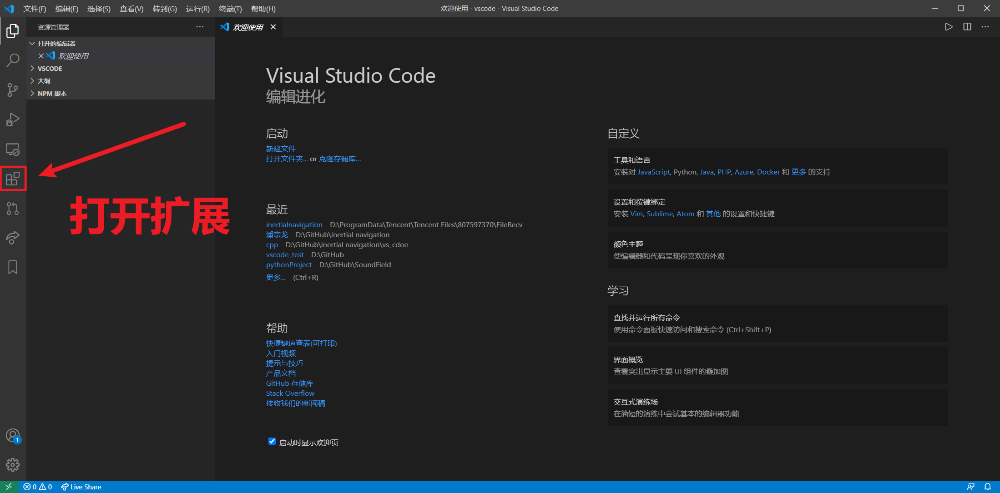 文件(F) 编辑(E) 选择(S) 查看(V) 转到(G) 运行(R) 终端(T) 帮助(H)
欢迎使用 - vscode - Visual Studio Code
资源管理器
打开的编辑器
欢迎使用
VSCODE
大纲
NPM 脚本
打开扩展
1
欢迎使用
Visual Studio Code
编辑进化
启动
新建文件
打开文件夹... or 克隆存储库...
最近
inertialnavigation D:\ProgramData\Tencent\Tencent Files\807597370\FileRecv
潘宗龙 D:\GitHub\inertial navigation
cpp D:\GitHub\inertial navigation\vs_cdoe
vscode_test D:\GitHub
pythonProject D:\GitHub\SoundField
更多... (Ctrl+R)
帮助
快捷键速查表(可打印)
入门视频
提示与技巧
产品文档
GitHub 存储库
Stack Overflow
接收我们的新闻稿
启动时显示欢迎页
自定义
工具和语言
安装对 JavaScript, Python, Java, PHP, Azure, Docker 和 更多 的支持
设置和按键绑定
安装 Vim, Sublime, Atom 和 其他 的设置和快捷键
颜色主题
使编辑器和代码呈现你喜欢的外观
学习
查找并运行所有命令
使用命令面板快速访问和搜索命令 (Ctrl+Shift+P)
界面概览
查看突出显示主要 UI 组件的叠加图
交互式演练场
在简短的演练中尝试基本的编辑器功能
0 0 Live Share